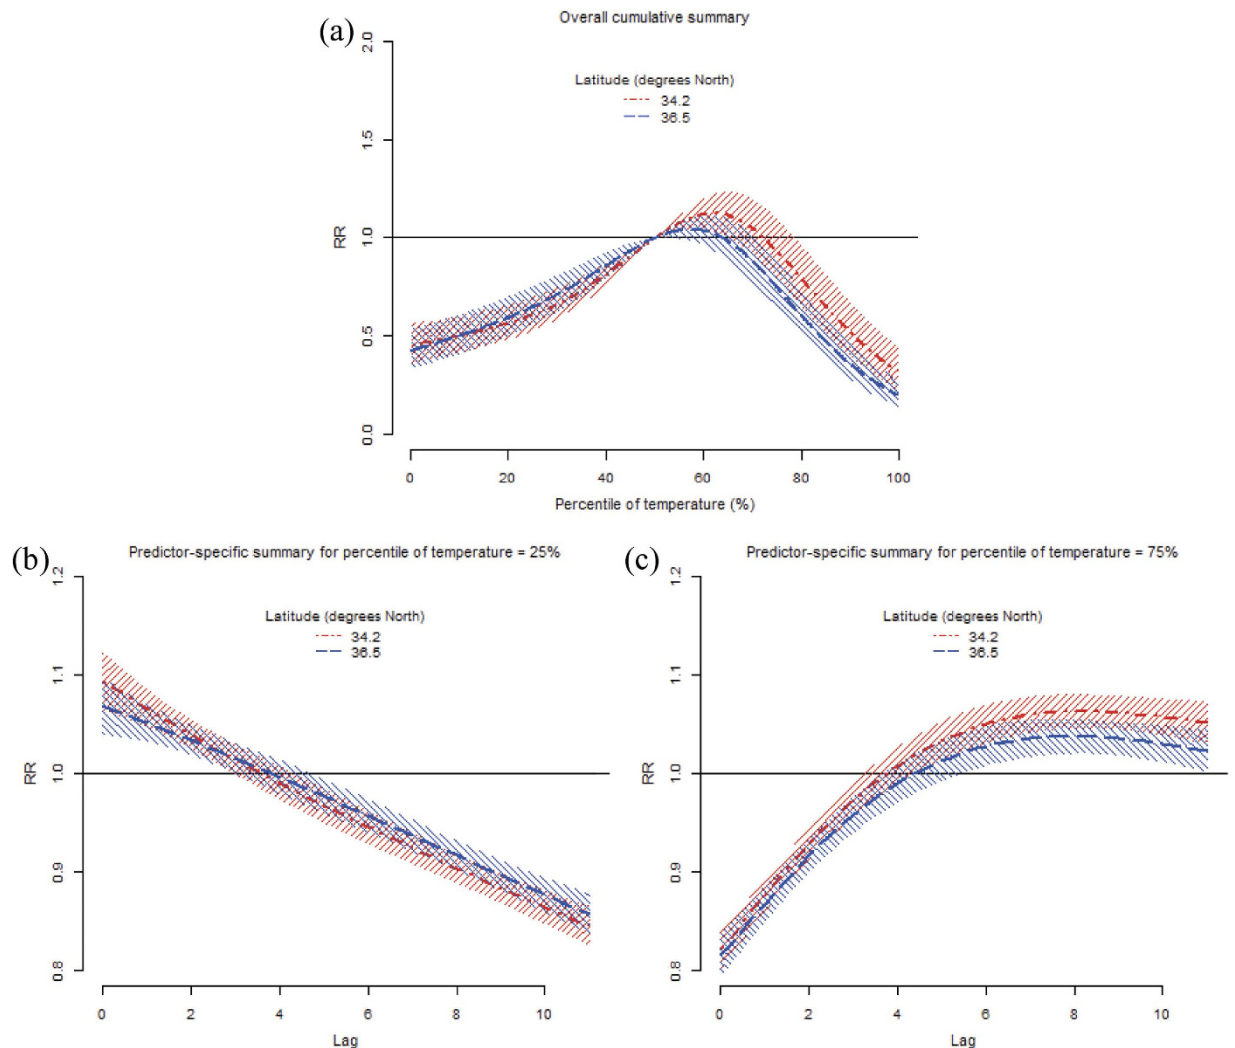 (a)
Overall cumulative summary
Latitude (degrees North)
34.2
36.5
RR
2.0
1.5
1.0
0.5
0.0
0 20 40 60 80 100
Percentile of temperature (%)
(b)
Predictor-specific summary for percentile of temperature = 25%
Latitude (degrees North)
34.2
36.5
RR
1.2
1.1
1.0
0.9
0.8
0 2 4 6 8 10
Lag
(c)
Predictor-specific summary for percentile of temperature = 75%
Latitude (degrees North)
34.2
36.5
RR
1.2
1.1
1.0
0.9
0.8
0 2 4 6 8 10
Lag